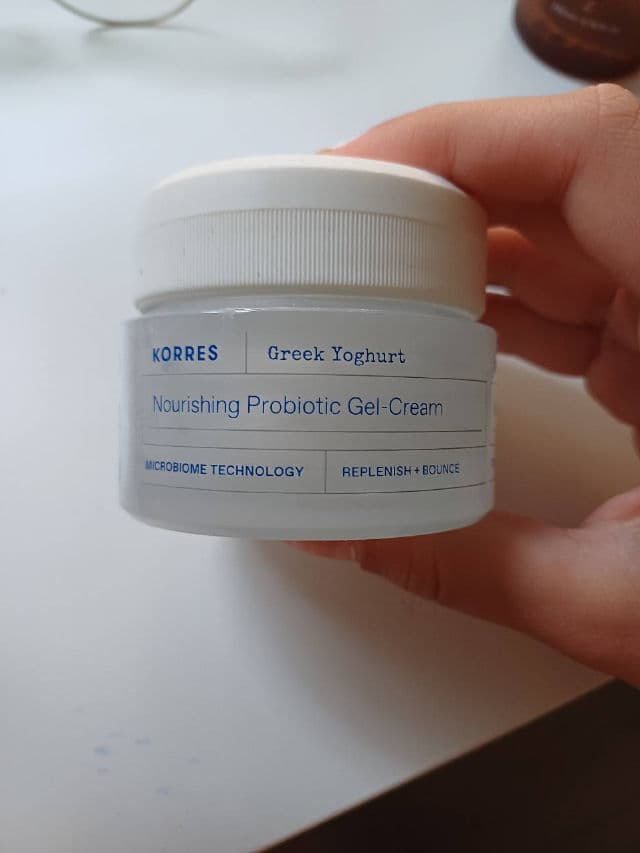 KORRES Greek Yoghurt
Nourishing Probiotic Gel-Cream
MICROBIOME TECHNOLOGY REPLENISH + BOUNCE